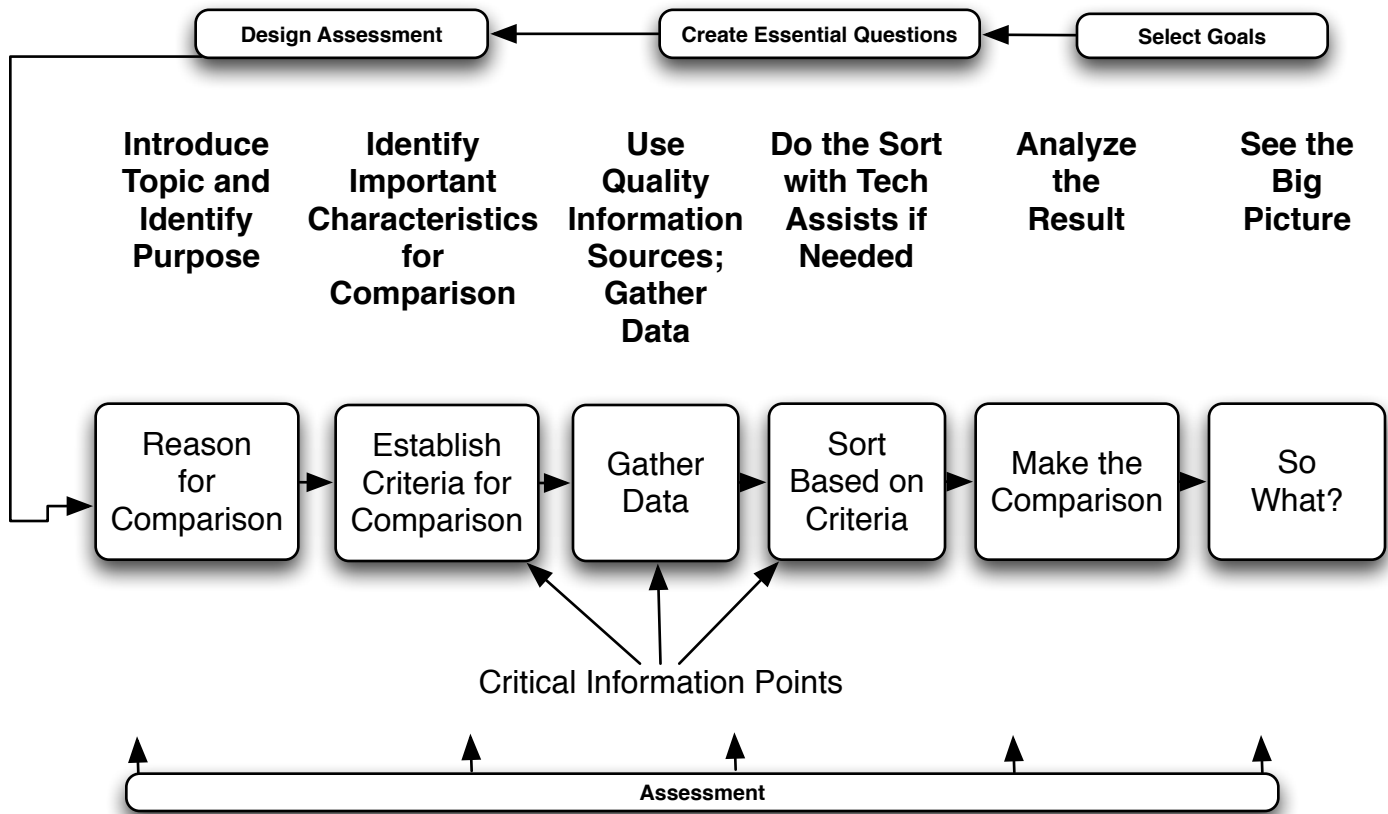 Design Assessment
Create Essential Questions
Select Goals
Introduce
Topic and
Identify
Purpose
Identify
Important
Characteristics
for
Comparison
Use
Quality
Information
Sources;
Gather
Data
Do the Sort
with Tech
Assists if
Needed
Analyze
the
Result
See the
Big
Picture
Reason
for
Comparison
Establish
Criteria for
Comparison
Gather
Data
Sort
Based on
Criteria
Make the
Comparison
So
What?
Critical Information Points
Assessment